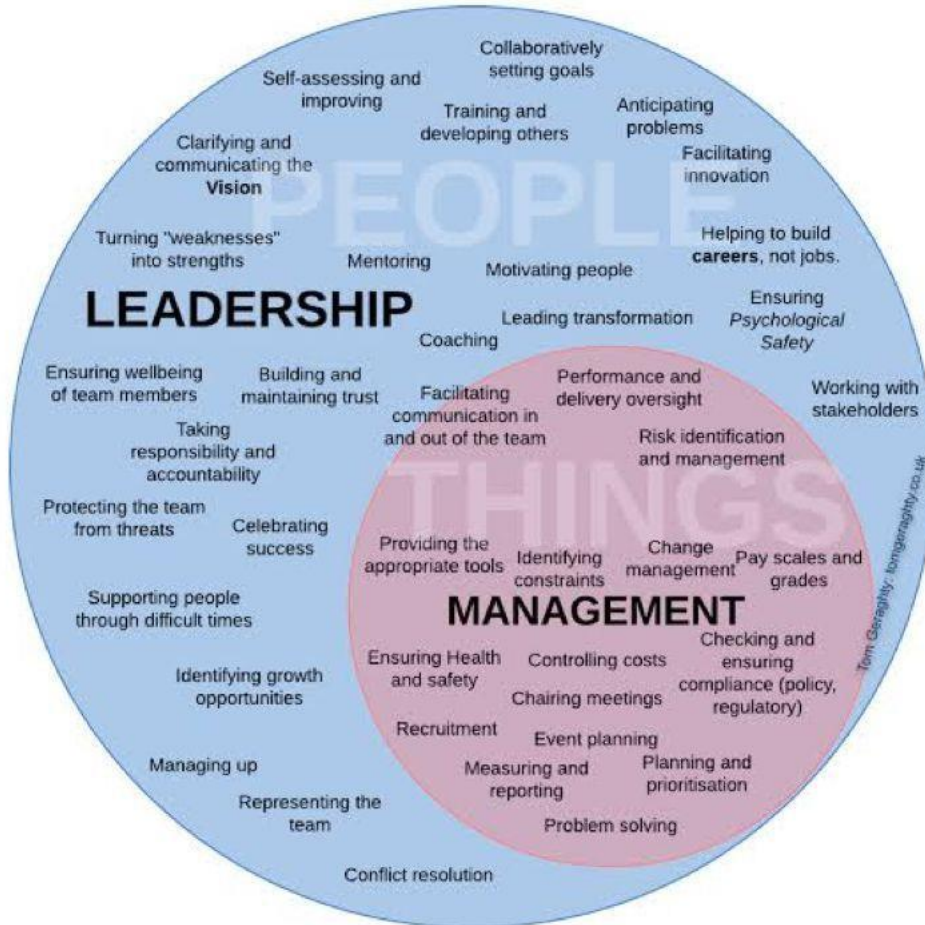 Collaboratively
setting goals
Self-assessing and
improving
Training and
developing others
Anticipating
problems
Clarifying and
communicating the
Vision
Facilitating
innovation
PEOPLE
Turning "weaknesses"
into strengths
Mentoring
Motivating people
Helping to build
careers, not jobs.
LEADERSHIP
Leading transformation
Ensuring
Psychological
Safety
Coaching
Ensuring wellbeing
of team members
Building and
maintaining trust
Facilitating
communication in
and out of the team
Performance and
delivery oversight
Working with
stakeholders
Taking
responsibility and
accountability
Risk identification
and management
THINGS
Protecting the team
from threats
Celebrating
success
Providing the
appropriate tools
Identifying
constraints
Change
management
Pay scales and
grades
Supporting people
through difficult times
MANAGEMENT
Tom Geraghty: tomgeraghty.co.uk
Ensuring Health
and safety
Controlling costs
Checking and
ensuring
compliance (policy,
regulatory)
Identifying growth
opportunities
Chairing meetings
Recruitment
Event planning
Managing up
Measuring and
reporting
Planning and
prioritisation
Representing the
team
Problem solving
Conflict resolution